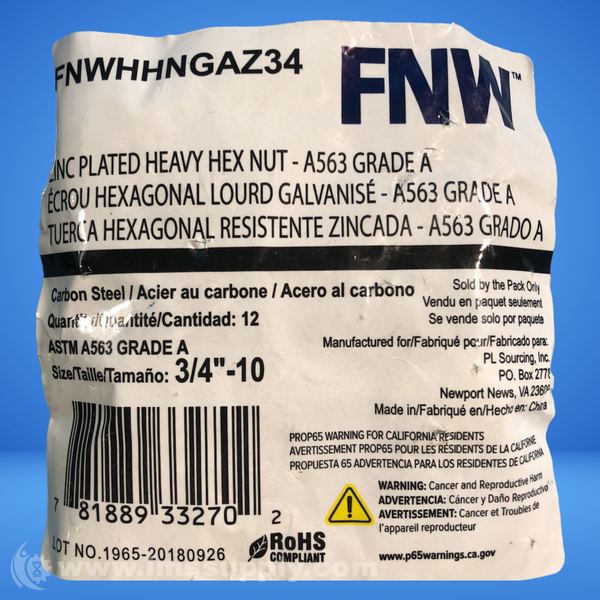 FNWHHNGAZ34
FNW™
ZINC PLATED HEAVY HEX NUT - A563 GRADE A
ÉCROU HEXAGONAL LOURD GALVANISÉ - A563 GRADE A
TUERCA HEXAGONAL RESISTENTE ZINCADA - A563 GRADO A
Carbon Steel / Acier au carbone / Acero al carbono
12
ASTM A563 GRADE A
Size/Taille/Tamaño: 3/4"-10
Sold by the Pack Only
Vendu en paquet seulement
Se vende solo por paquete
Manufactured for/Fabriqué pour/Fabricado para:
PL Sourcing, Inc.
P.O. Box
Newport News, VA
Made in/Fabriqué en/Hecho en: China
PROP65 WARNING FOR CALIFORNIA RESIDENTS
AVERTISSEMENT PROP65 POUR LES RÉSIDENTS DE LA CALIFORNIE
PROPUESTA 65 ADVERTENCIA PARA LOS RESIDENTES DE CALIFORNIA
WARNING: Cancer and Reproductive Harm
ADVERTENCIA: Cáncer y Daño Reproductivo
AVERTISSEMENT: Cancer et Troubles de
l'appareil reproducteur
www.p65warnings.ca.gov
7 81889 33270 2
LOT NO.1965-20180926
RoHS
COMPLIANT
www.imssupply.com